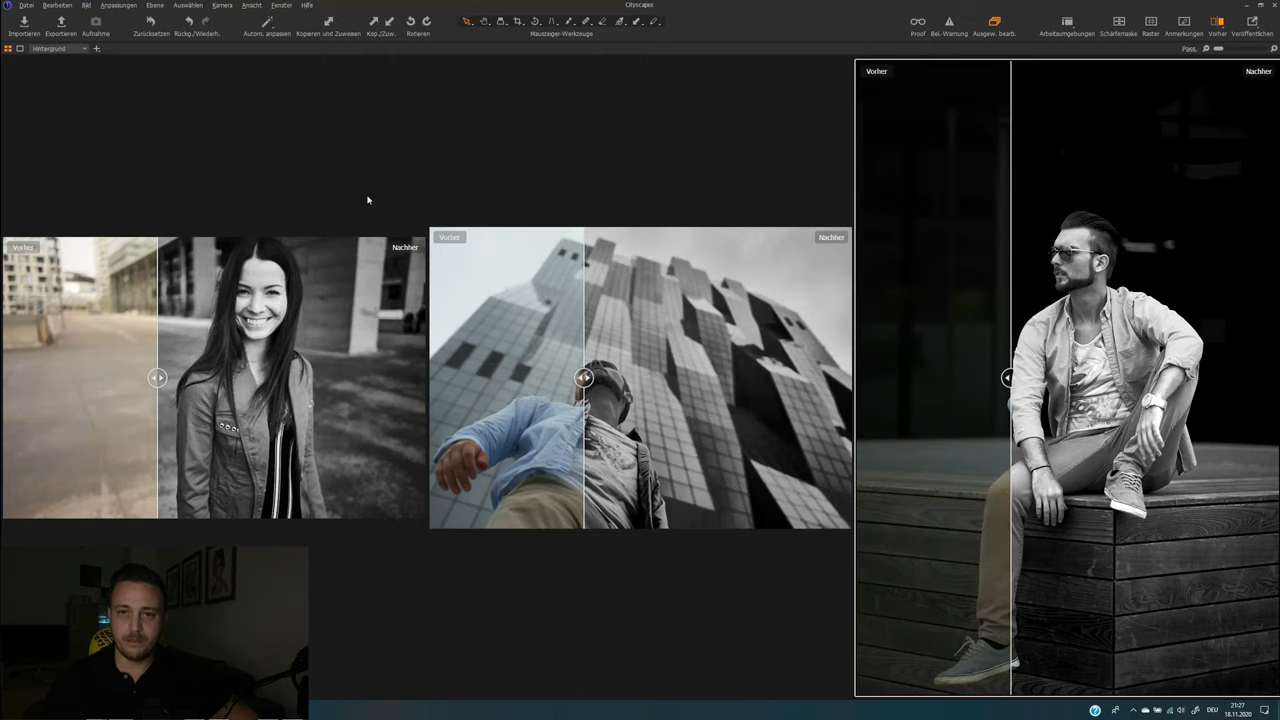 Datei Bearbeiten Bild Anpassungen Ebene Auswählen Kamera Ansicht Fenster Hilfe
Cityscapes
Importieren Exportieren Aufnahme Zurücksetzen Rückg./Wiederh. Autom. anpassen Kopieren und Zuweisen Kop./Zuw. Rotieren Mauszeiger-Werkzeuge Proof Bel.-Warnung Ausgew. bearb. Arbeitsumgebungen Schärfemaske Raster Anmerkungen Vorher Veröffentlichen
Hintergrund
Pass.
Vorher Nachher
Vorher Nachher
Vorher Nachher
DEU
21:27
18.11.2020